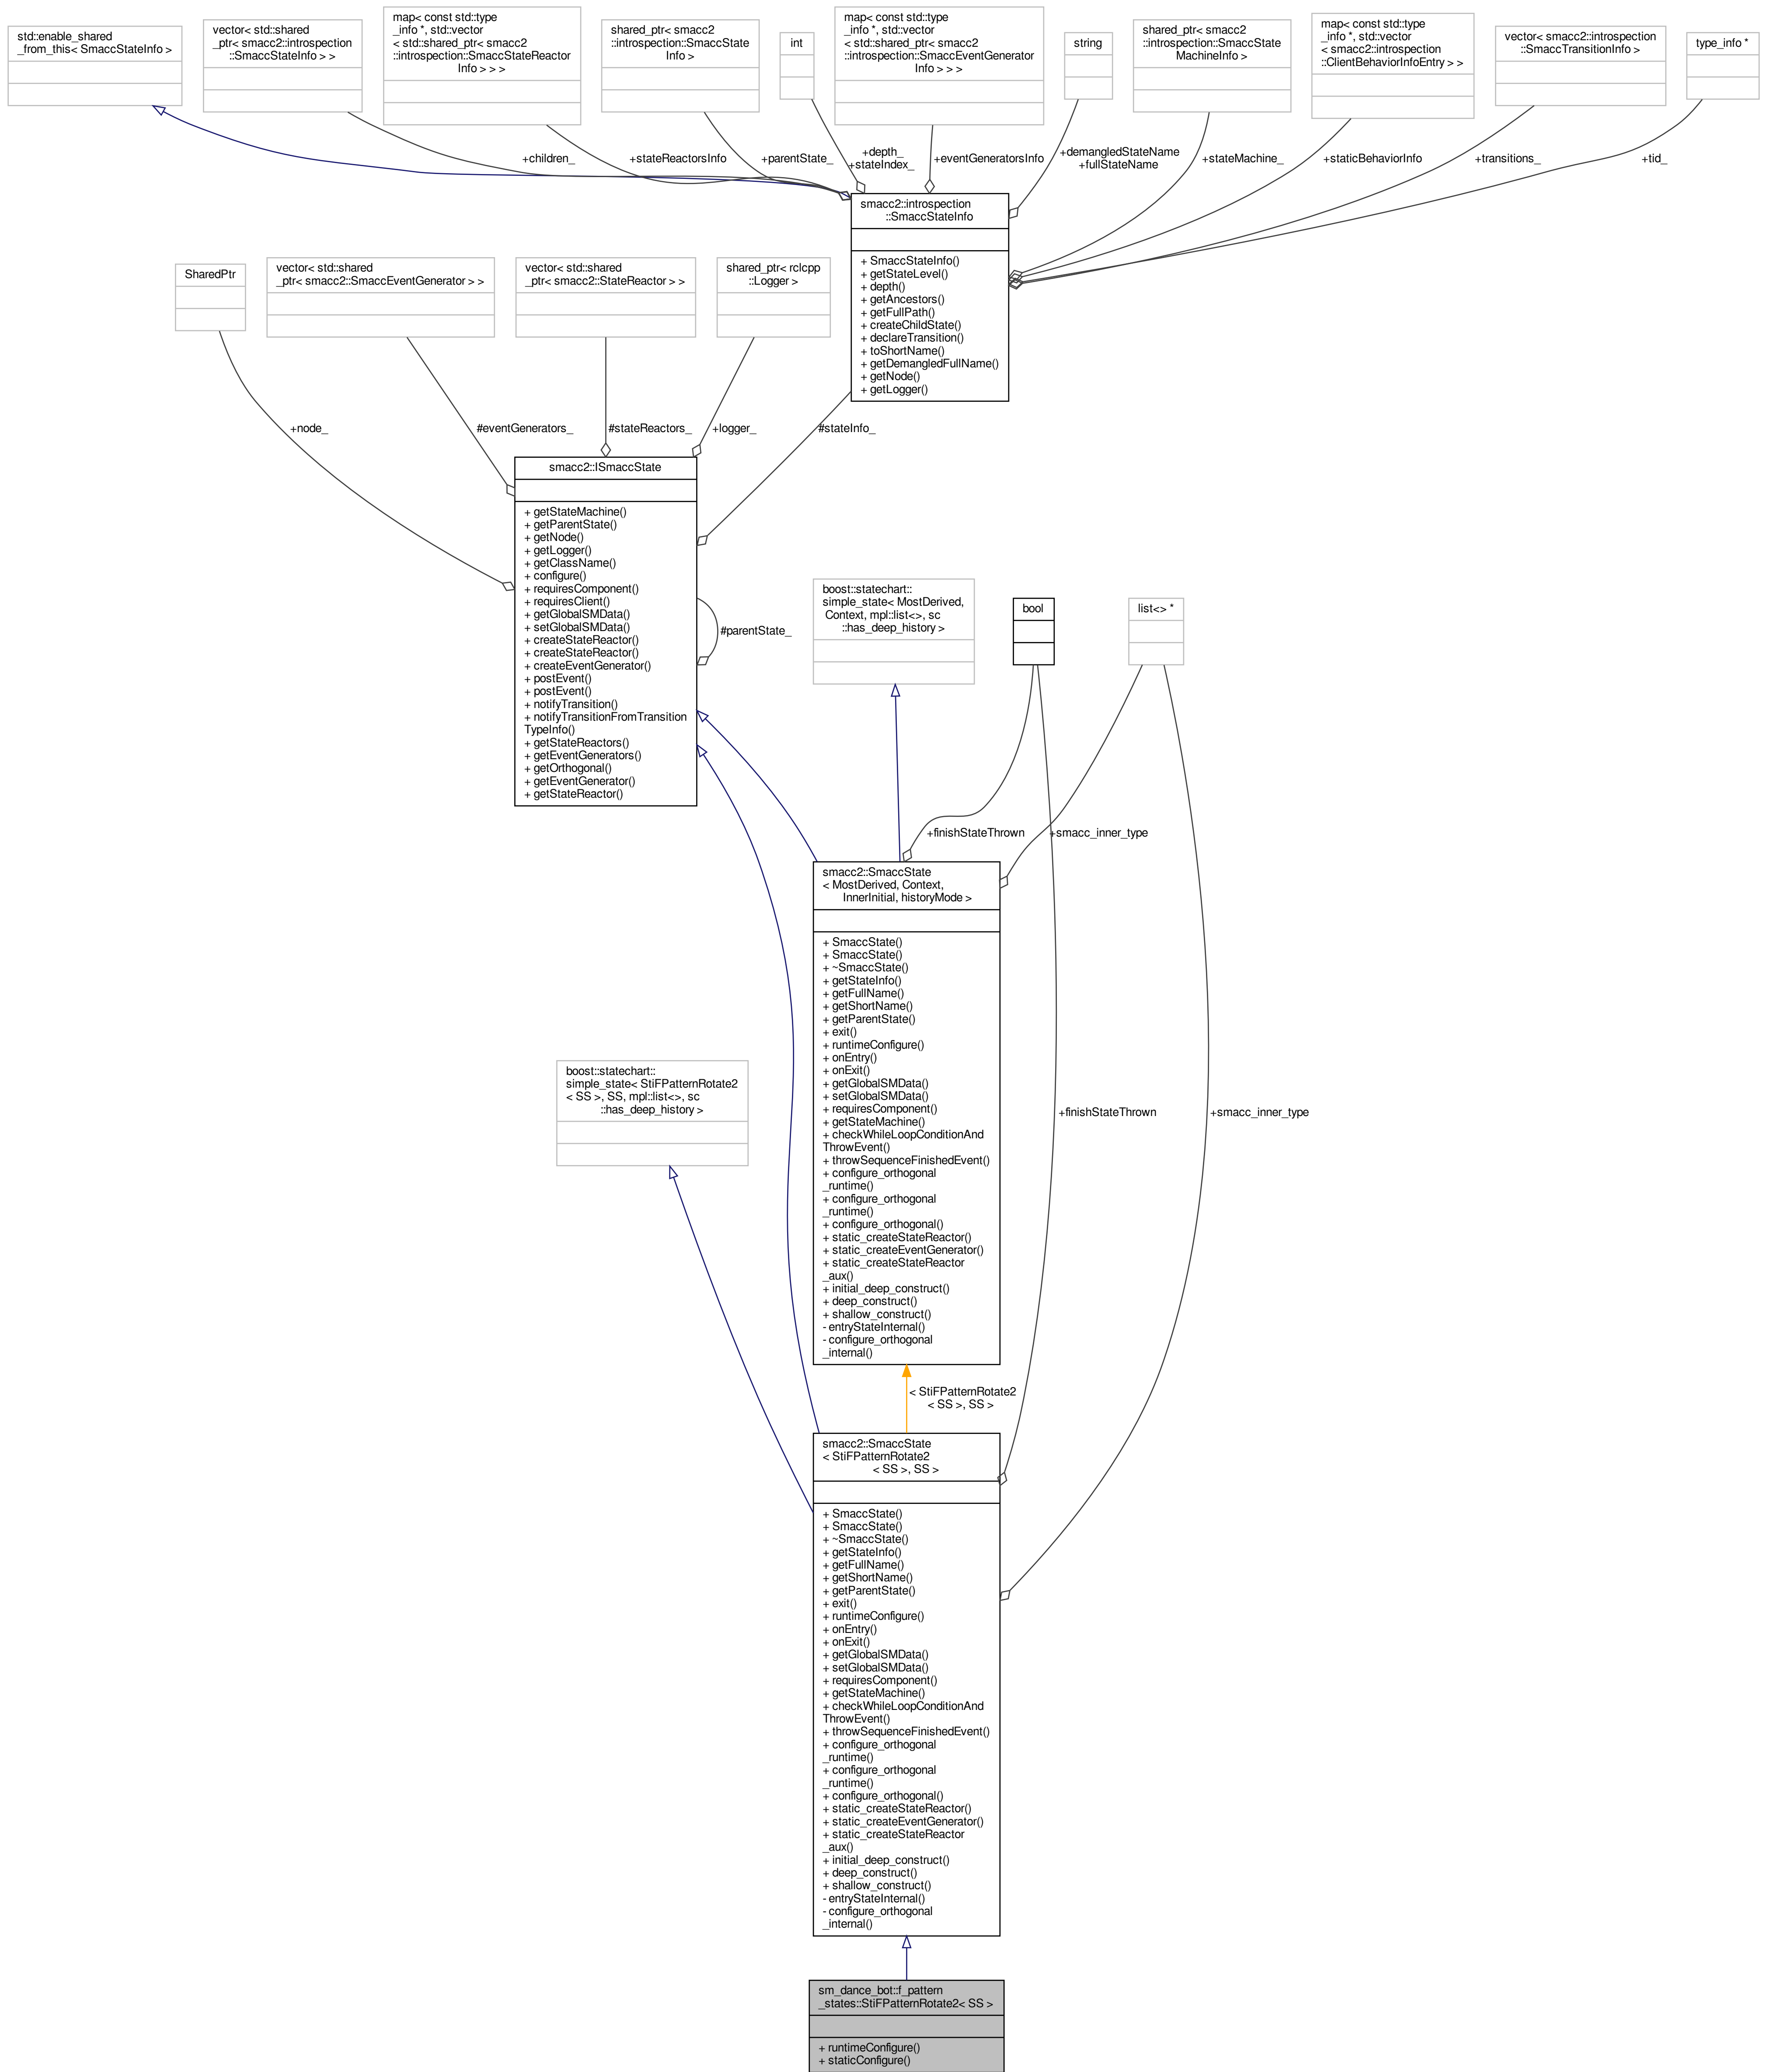 std::enable_shared
_from_this< SmaccStateInfo >
vector< std::shared
_ptr< smacc2::introspection
::SmaccStateInfo > >
map< const std::type
_info *, std::vector
< std::shared_ptr< smacc2
::introspection::SmaccStateReactor
Info > > >
shared_ptr< smacc2
::introspection::SmaccState
Info >
int
map< const std::type
_info *, std::vector
< std::shared_ptr< smacc2
::introspection::SmaccEventGenerator
Info > > >
string
shared_ptr< smacc2
::introspection::SmaccState
MachineInfo >
map< const std::type
_info *, std::vector
< smacc2::introspection
::ClientBehaviorInfoEntry > >
vector< smacc2::introspection
::SmaccTransitionInfo >
type_info *
+children_
+stateReactorsInfo
+parentState_
+depth_
+stateIndex_
+eventGeneratorsInfo
+demangledStateName
+fullStateName
+stateMachine_
+staticBehaviorInfo
+transitions_
+tid_
smacc2::introspection
::SmaccStateInfo
+ SmaccStateInfo()
+ getStateLevel()
+ depth()
+ getAncestors()
+ getFullPath()
+ createChildState()
+ declareTransition()
+ toShortName()
+ getDemangledFullName()
+ getNode()
+ getLogger()
SharedPtr
vector< std::shared
_ptr< smacc2::SmaccEventGenerator > >
vector< std::shared
_ptr< smacc2::StateReactor > >
shared_ptr< rclcpp
::Logger >
+node_
#eventGenerators_
#stateReactors_
+logger_
#stateInfo_
smacc2::ISmaccState
+ getStateMachine()
+ getParentState()
+ getNode()
+ getLogger()
+ getClassName()
+ configure()
+ requiresComponent()
+ requiresClient()
+ getGlobalSMData()
+ setGlobalSMData()
+ createStateReactor()
+ createStateReactor()
+ createEventGenerator()
+ postEvent()
+ postEvent()
+ notifyTransition()
+ notifyTransitionFromTransition
TypeInfo()
+ getStateReactors()
+ getEventGenerators()
+ getOrthogonal()
+ getEventGenerator()
+ getStateReactor()
#parentState_
boost::statechart::
simple_state< MostDerived,
Context, mpl::list<>, sc
::has_deep_history >
bool
list<> *
+finishStateThrown
+smacc_inner_type
smacc2::SmaccState
< MostDerived, Context,
InnerInitial, historyMode >
+ SmaccState()
+ SmaccState()
+ ~SmaccState()
+ getStateInfo()
+ getFullName()
+ getShortName()
+ getParentState()
+ exit()
+ runtimeConfigure()
+ onEntry()
+ onExit()
+ getGlobalSMData()
+ setGlobalSMData()
+ requiresComponent()
+ getStateMachine()
+ checkWhileLoopConditionAnd
ThrowEvent()
+ throwSequenceFinishedEvent()
+ configure_orthogonal
_runtime()
+ configure_orthogonal
_runtime()
+ configure_orthogonal()
+ static_createStateReactor()
+ static_createEventGenerator()
+ static_createStateReactor
_aux()
+ initial_deep_construct()
+ deep_construct()
+ shallow_construct()
- entryStateInternal()
- configure_orthogonal
_internal()
boost::statechart::
simple_state< StiFPatternRotate2
< SS >, SS, mpl::list<>, sc
::has_deep_history >
+finishStateThrown
+smacc_inner_type
< StiFPatternRotate2
< SS >, SS >
smacc2::SmaccState
< StiFPatternRotate2
< SS >, SS >
+ SmaccState()
+ SmaccState()
+ ~SmaccState()
+ getStateInfo()
+ getFullName()
+ getShortName()
+ getParentState()
+ exit()
+ runtimeConfigure()
+ onEntry()
+ onExit()
+ getGlobalSMData()
+ setGlobalSMData()
+ requiresComponent()
+ getStateMachine()
+ checkWhileLoopConditionAnd
ThrowEvent()
+ throwSequenceFinishedEvent()
+ configure_orthogonal
_runtime()
+ configure_orthogonal
_runtime()
+ configure_orthogonal()
+ static_createStateReactor()
+ static_createEventGenerator()
+ static_createStateReactor
_aux()
+ initial_deep_construct()
+ deep_construct()
+ shallow_construct()
- entryStateInternal()
- configure_orthogonal
_internal()
sm_dance_bot::f_pattern
_states::StiFPatternRotate2< SS >
+ runtimeConfigure()
+ staticConfigure()